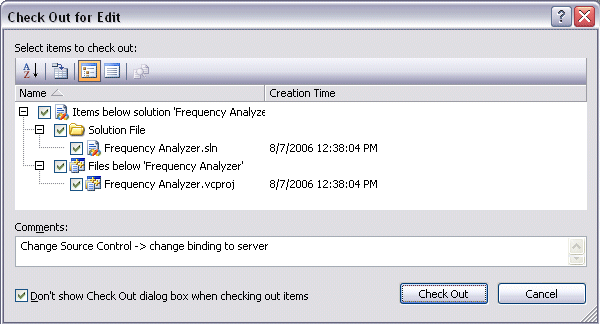 Check Out for Edit
Select items to check out:
Name Creation Time
Items below solution 'Frequency Analyze
Solution File
Frequency Analyzer.sln 8/7/2006 12:38:04 PM
Files below 'Frequency Analyzer'
Frequency Analyzer.vcproj 8/7/2006 12:38:04 PM
Comments:
Change Source Control -> change binding to server
Don't show Check Out dialog box when checking out items
Check Out Cancel